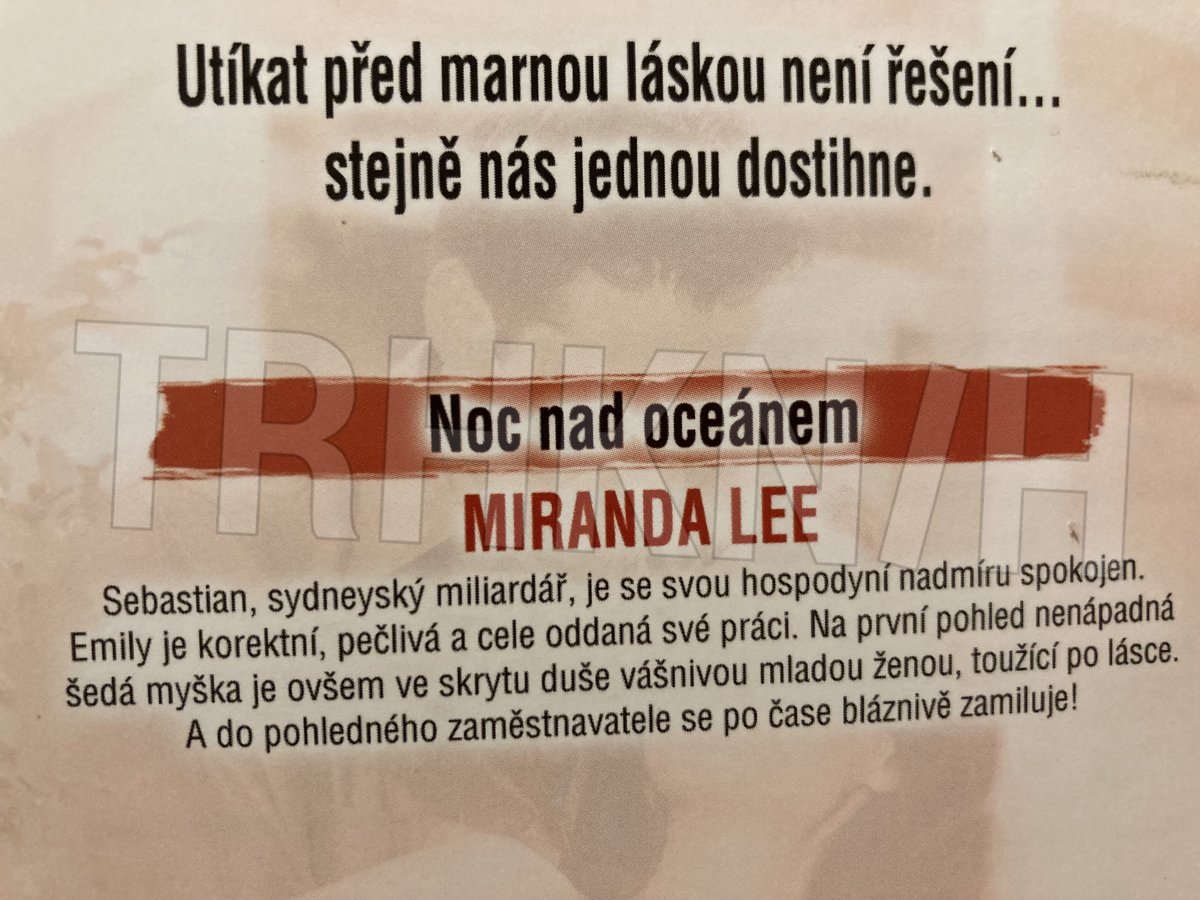 Utíkat před marnou láskou není řešení...
stejně nás jednou dostihne.
Noc nad oceánem
MIRANDA LEE
Sebastian, sydneyský miliardář, je se svou hospodyní nadmíru spokojen.
Emily je korektní, pečlivá a cele oddaná své práci. Na první pohled nenápadná
šedá myška je ovšem ve skrytu duše vášnivou mladou ženou, toužící po lásce.
A do pohledného zaměstnavatele se po čase bláznivě zamiluje!
TRHKN/H